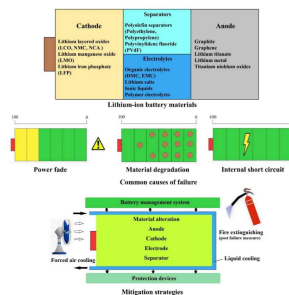 Cathode
Lithium layered oxides
(LCO, NMC, NCA )
Lithium manganese oxide
(LMO)
Lithium iron phosphate
(LFP)
Separators
Polyolefin separators
(Polyethylene,
Polypropylene)
Polyvinylidene fluoride
(PVdF)
Electrolytes
Organic electrolytes
(DMC, EMC)
Lithium salts
Ionic liquids
Polymer electrolytes
Anode
Graphite
Graphene
Lithium titanate
Lithium metal
Titanium niobium oxides
Lithium-ion battery materials
100 0
100 0
100 0
Power fade
Material degradation
Internal short circuit
Common causes of failure
Battery management system
Material alteration
Anode
Cathode
Electrode
Separator
Forced air cooling
Fire extinguishing
(post failure measure)
Liquid cooling
Protection devices
Mitigation strategies